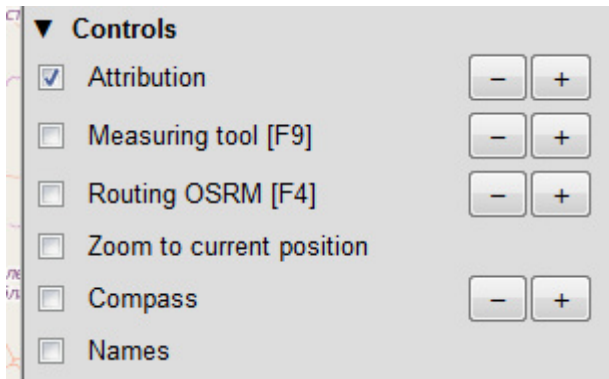 ▼ Controls
Attribution − +
Measuring tool [F9] − +
Routing OSRM [F4] − +
Zoom to current position
Compass − +
Names